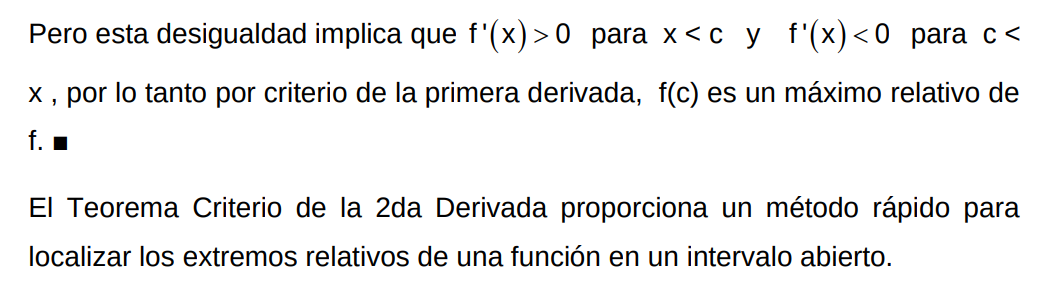 Pero esta desigualdad implica que f'(x)>0 para x < c y f'(x)<0 para c <
x , por lo tanto por criterio de la primera derivada, f(c) es un máximo relativo de
f. ■
El Teorema Criterio de la 2da Derivada proporciona un método rápido para
localizar los extremos relativos de una función en un intervalo abierto.